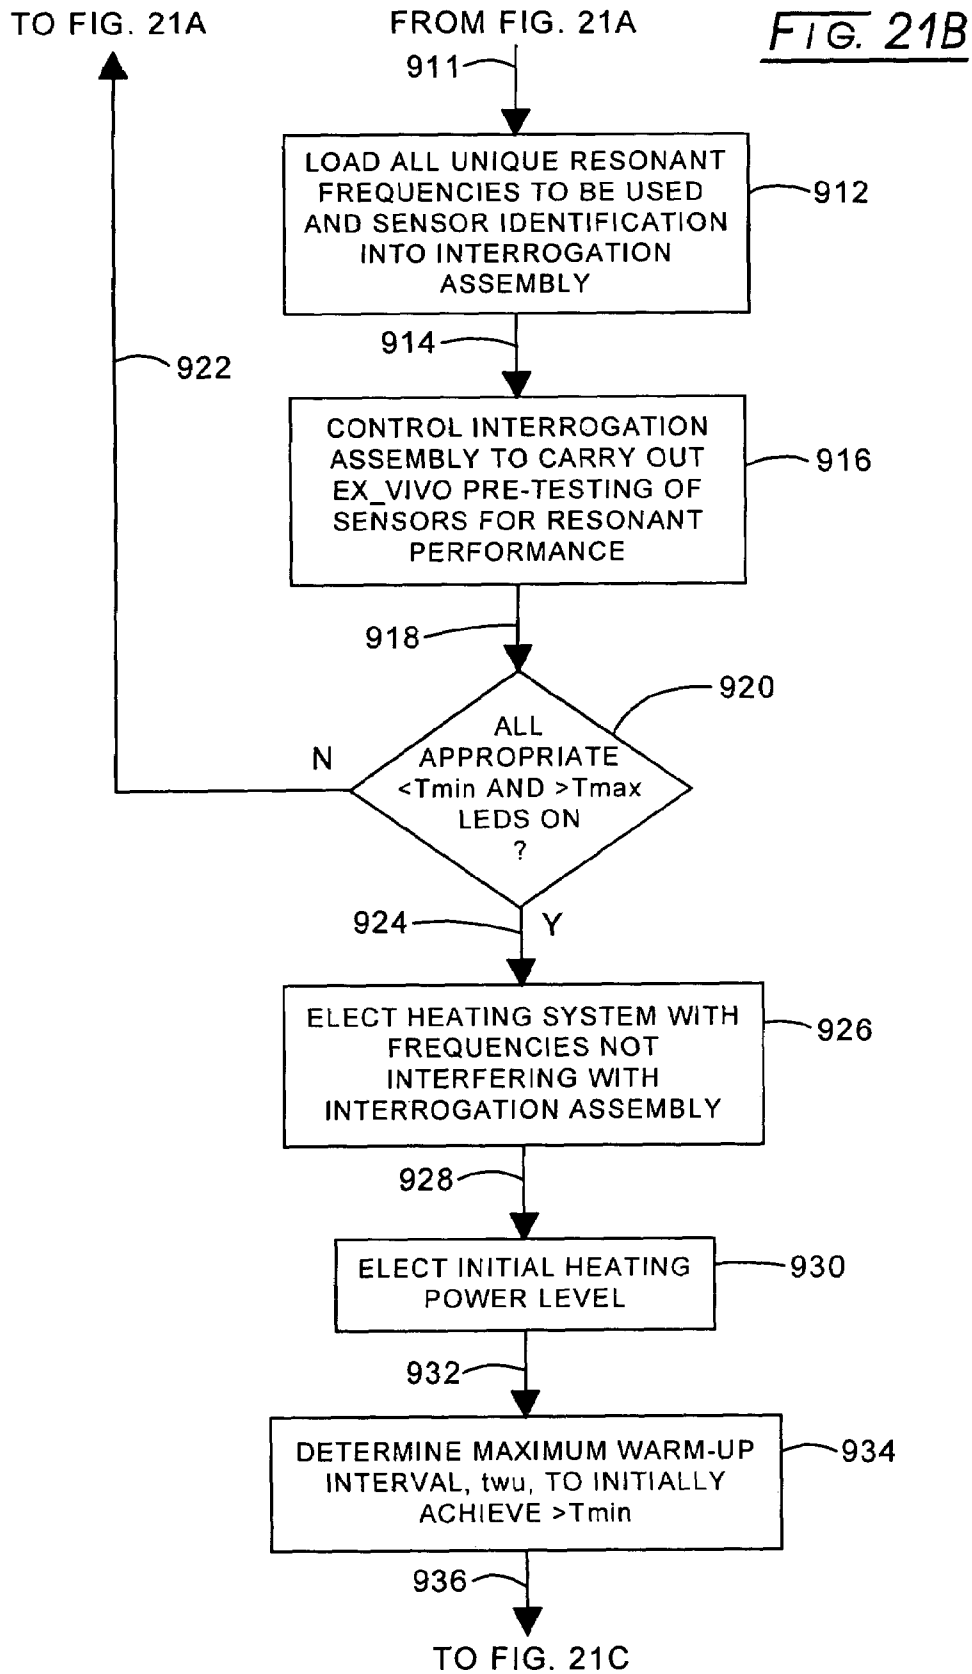 TO FIG. 21A
FROM FIG. 21A
FIG. 21B
911
LOAD ALL UNIQUE RESONANT
FREQUENCIES TO BE USED
AND SENSOR IDENTIFICATION
INTO INTERROGATION
ASSEMBLY
912
914
922
CONTROL INTERROGATION
ASSEMBLY TO CARRY OUT
EX_VIVO PRE-TESTING OF
SENSORS FOR RESONANT
PERFORMANCE
916
918
920
ALL
APPROPRIATE
<Tmin AND >Tmax
LEDS ON
?
N
924
Y
ELECT HEATING SYSTEM WITH
FREQUENCIES NOT
INTERFERING WITH
INTERROGATION ASSEMBLY
926
928
ELECT INITIAL HEATING
POWER LEVEL
930
932
DETERMINE MAXIMUM WARM-UP
INTERVAL, twu, TO INITIALLY
ACHIEVE >Tmin
934
936
TO FIG. 21C